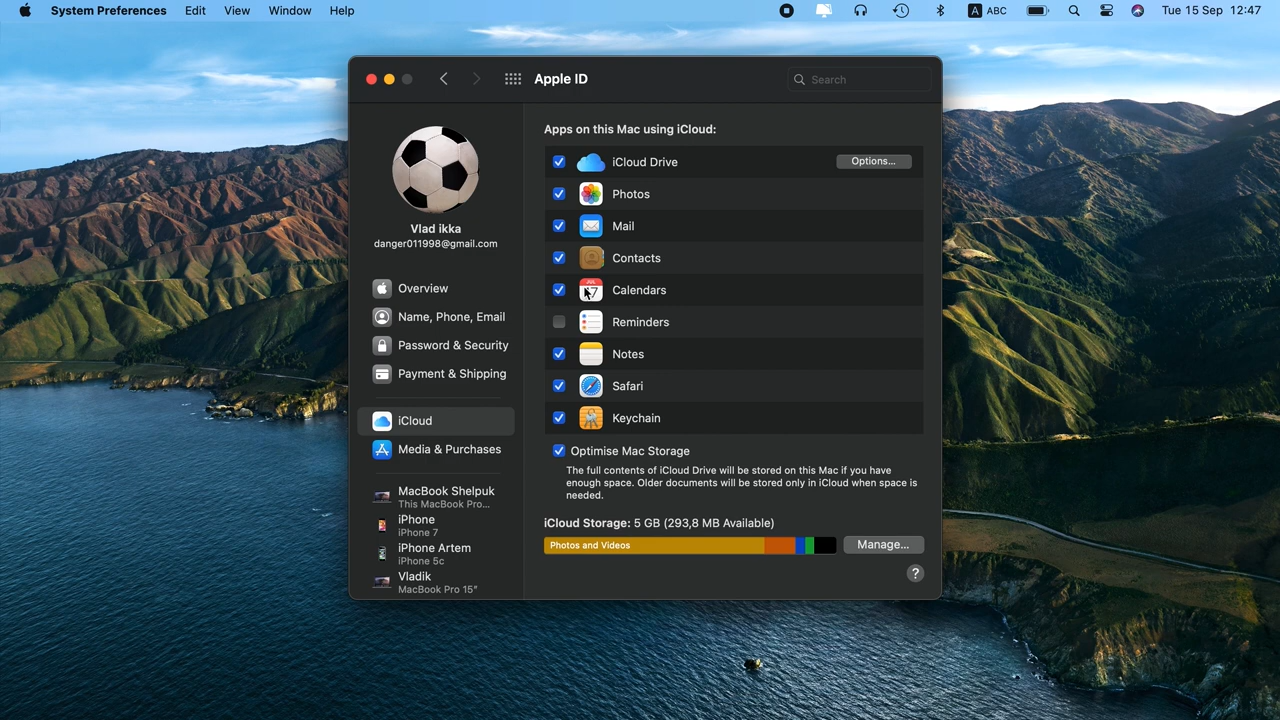 System Preferences Edit View Window Help
A ABC Tue 15 Sep 12:47
Apple ID
Search
Vlad ikka
danger011998@gmail.com
Overview
Name, Phone, Email
Password & Security
Payment & Shipping
iCloud
Media & Purchases
MacBook Shelpuk
This MacBook Pro...
iPhone
iPhone 7
iPhone Artem
iPhone 5c
Vladik
MacBook Pro 15"
Apps on this Mac using iCloud:
iCloud Drive Options...
Photos
Mail
Contacts
Calendars
Reminders
Notes
Safari
Keychain
Optimise Mac Storage
The full contents of iCloud Drive will be stored on this Mac if you have
enough space. Older documents will be stored only in iCloud when space is
needed.
iCloud Storage: 5 GB (293,8 MB Available)
Photos and Videos Manage...
?